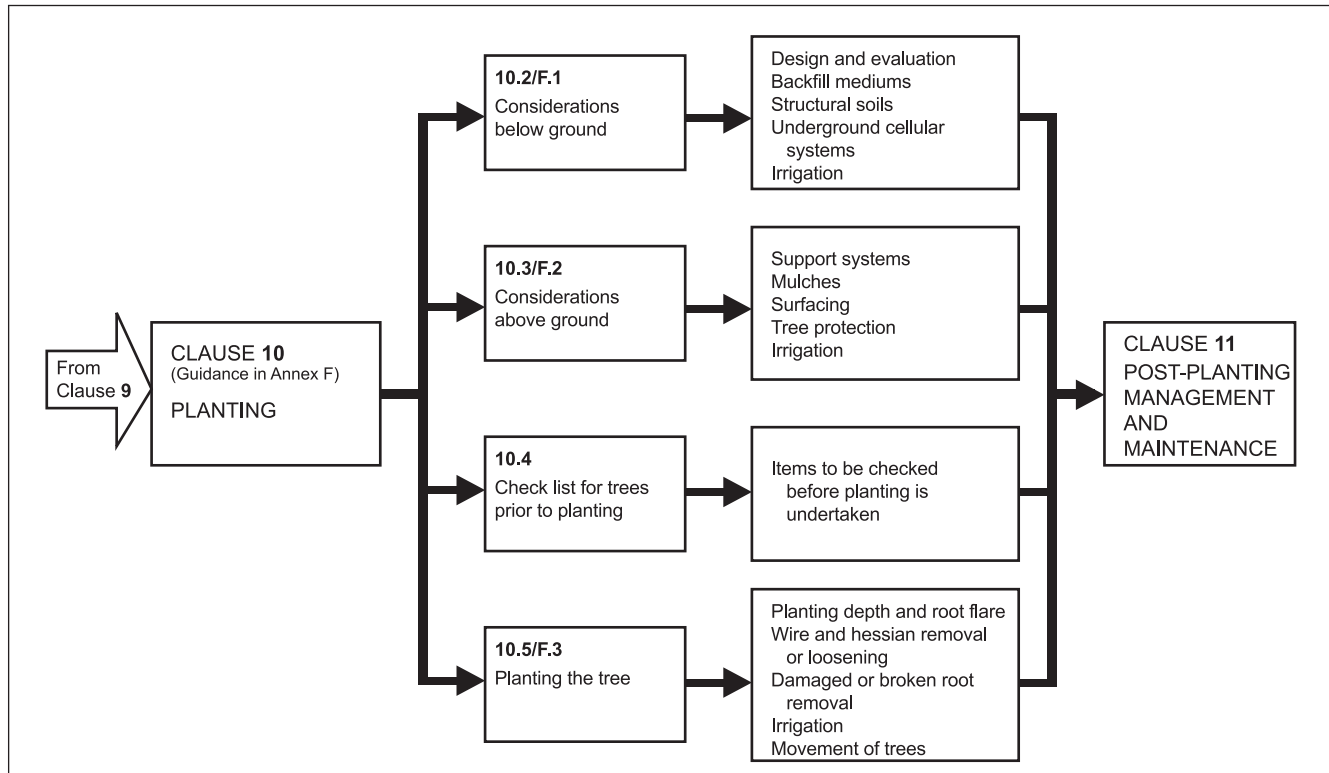 From
Clause 9
CLAUSE 10
(Guidance in Annex F)
PLANTING
10.2/F.1
Considerations
below ground
Design and evaluation
Backfill mediums
Structural soils
Underground cellular
systems
Irrigation
10.3/F.2
Considerations
above ground
Support systems
Mulches
Surfacing
Tree protection
Irrigation
10.4
Check list for trees
prior to planting
Items to be checked
before planting is
undertaken
10.5/F.3
Planting the tree
Planting depth and root flare
Wire and hessian removal
or loosening
Damaged or broken root
removal
Irrigation
Movement of trees
CLAUSE 11
POST-PLANTING
MANAGEMENT
AND
MAINTENANCE